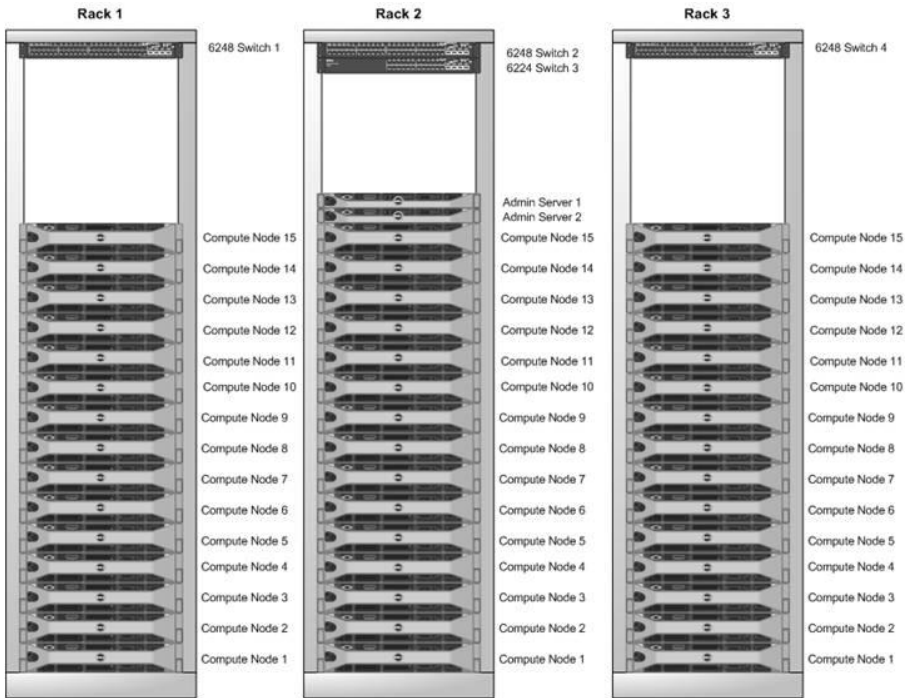 Rack 1
6248 Switch 1
Compute Node 15
Compute Node 14
Compute Node 13
Compute Node 12
Compute Node 11
Compute Node 10
Compute Node 9
Compute Node 8
Compute Node 7
Compute Node 6
Compute Node 5
Compute Node 4
Compute Node 3
Compute Node 2
Compute Node 1
Rack 2
6248 Switch 2
6224 Switch 3
Admin Server 1
Admin Server 2
Compute Node 15
Compute Node 14
Compute Node 13
Compute Node 12
Compute Node 11
Compute Node 10
Compute Node 9
Compute Node 8
Compute Node 7
Compute Node 6
Compute Node 5
Compute Node 4
Compute Node 3
Compute Node 2
Compute Node 1
Rack 3
6248 Switch 4
Compute Node 15
Compute Node 14
Compute Node 13
Compute Node 12
Compute Node 11
Compute Node 10
Compute Node 9
Compute Node 8
Compute Node 7
Compute Node 6
Compute Node 5
Compute Node 4
Compute Node 3
Compute Node 2
Compute Node 1